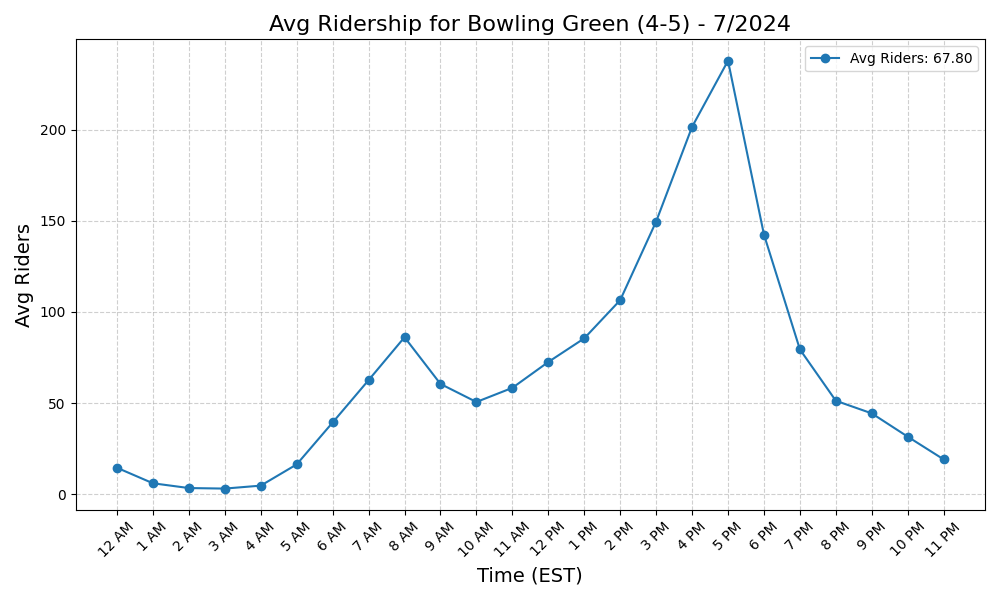 Avg Ridership for Bowling Green (4-5) - 7/2024
Avg Riders: 67.80
Avg Riders
200
150
100
50
0
12 AM
1 AM
2 AM
3 AM
4 AM
5 AM
6 AM
7 AM
8 AM
9 AM
10 AM
11 AM
12 PM
1 PM
2 PM
3 PM
4 PM
5 PM
6 PM
7 PM
8 PM
9 PM
10 PM
11 PM
Time (EST)